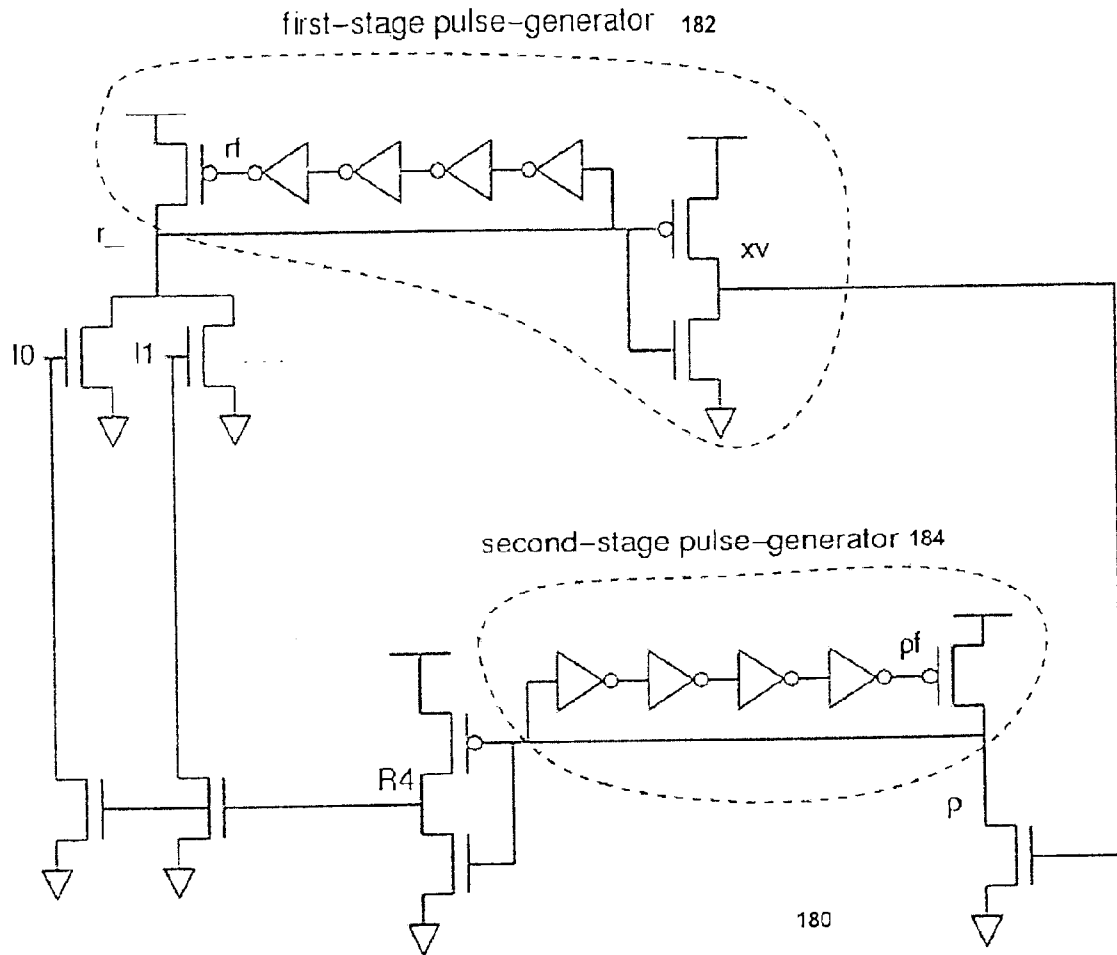 first-stage pulse-generator 182
rf
r_
xv
I0
I1
second-stage pulse-generator 184
pf
R4
p
180